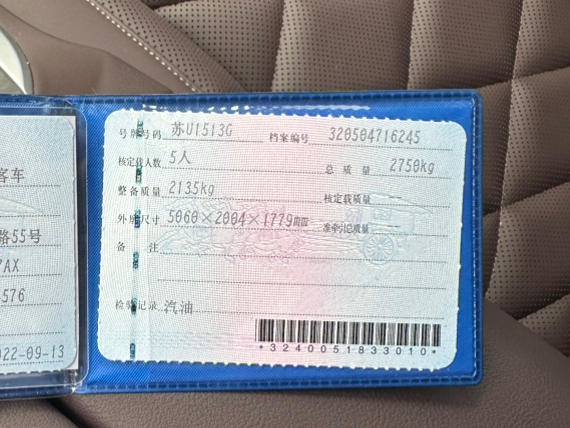 客车
路55号
7AX
576
022-09-13
号牌号码 苏U1513G 档案编号 320504716245
核定载人数 5人 总质量 2750kg
整备质量 2135kg 核定载质量 --
外廓尺寸 5060×2004×1779mm 准牵引总质量 --
备注
检验记录 汽油
*3240051833010*